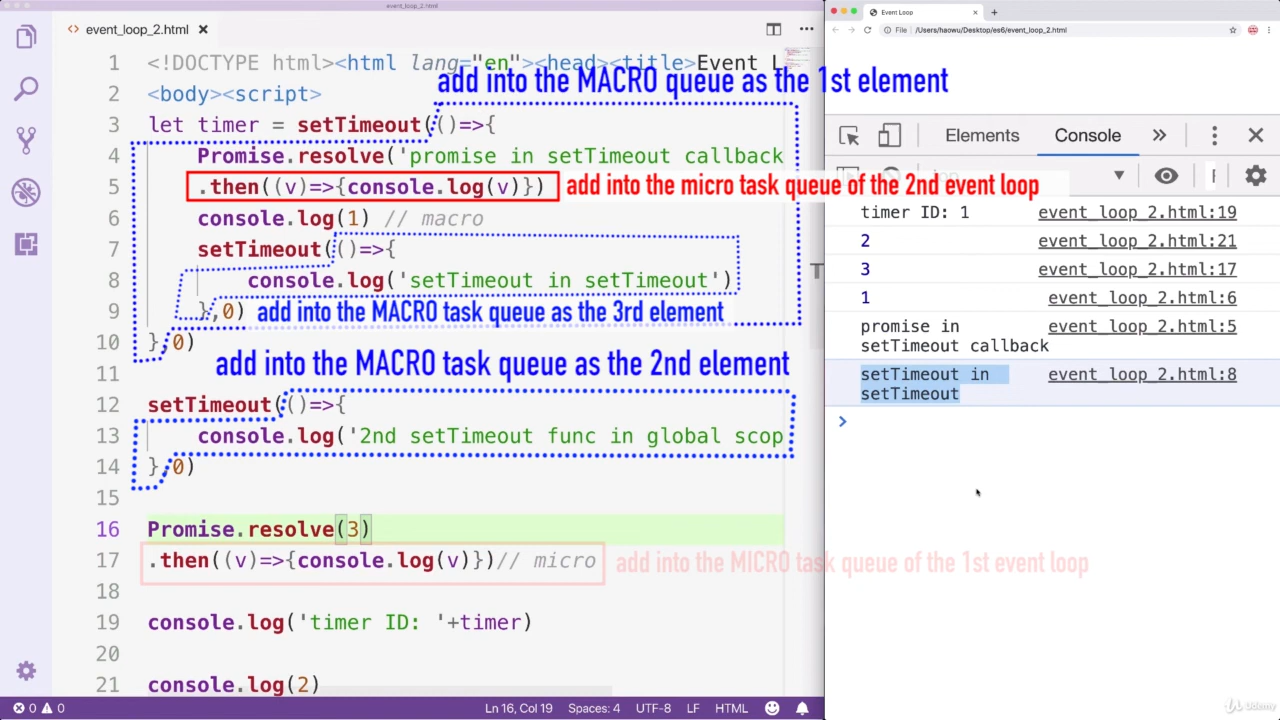 event_loop_2.html
event_loop_2.html
1 <!DOCTYPE html><html lang="en"><head><title>Event L
add into the MACRO queue as the 1st element
2 <body><script>
3 let timer = setTimeout(()=>{
4 Promise.resolve('promise in setTimeout callback
5 .then((v)=>{console.log(v)})
add into the micro task queue of the 2nd event loop
6 console.log(1) // macro
7 setTimeout(()=>{
8 console.log('setTimeout in setTimeout')
9 },0)
add into the MACRO task queue as the 3rd element
10 },0)
add into the MACRO task queue as the 2nd element
11
12 setTimeout(()=>{
13 console.log('2nd setTimeout func in global scop
14 },0)
15
16 Promise.resolve(3)
17 .then((v)=>{console.log(v)})// micro
add into the MICRO task queue of the 1st event loop
18
19 console.log('timer ID: '+timer)
20
21 console.log(2)
0 0
Ln 16, Col 19 Spaces: 4 UTF-8 LF HTML
Event Loop
File /Users/haowu/Desktop/es6/event_loop_2.html
Elements Console
timer ID: 1 event_loop_2.html:19
2 event_loop_2.html:21
3 event_loop_2.html:17
1 event_loop_2.html:6
promise in event_loop_2.html:5
setTimeout callback
setTimeout in event_loop_2.html:8
setTimeout
Udemy